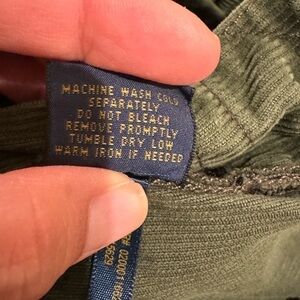 MACHINE WASH COLD
SEPARATELY
DO NOT BLEACH
REMOVE PROMPTLY
TUMBLE DRY LOW
WARM IRON IF NEEDED